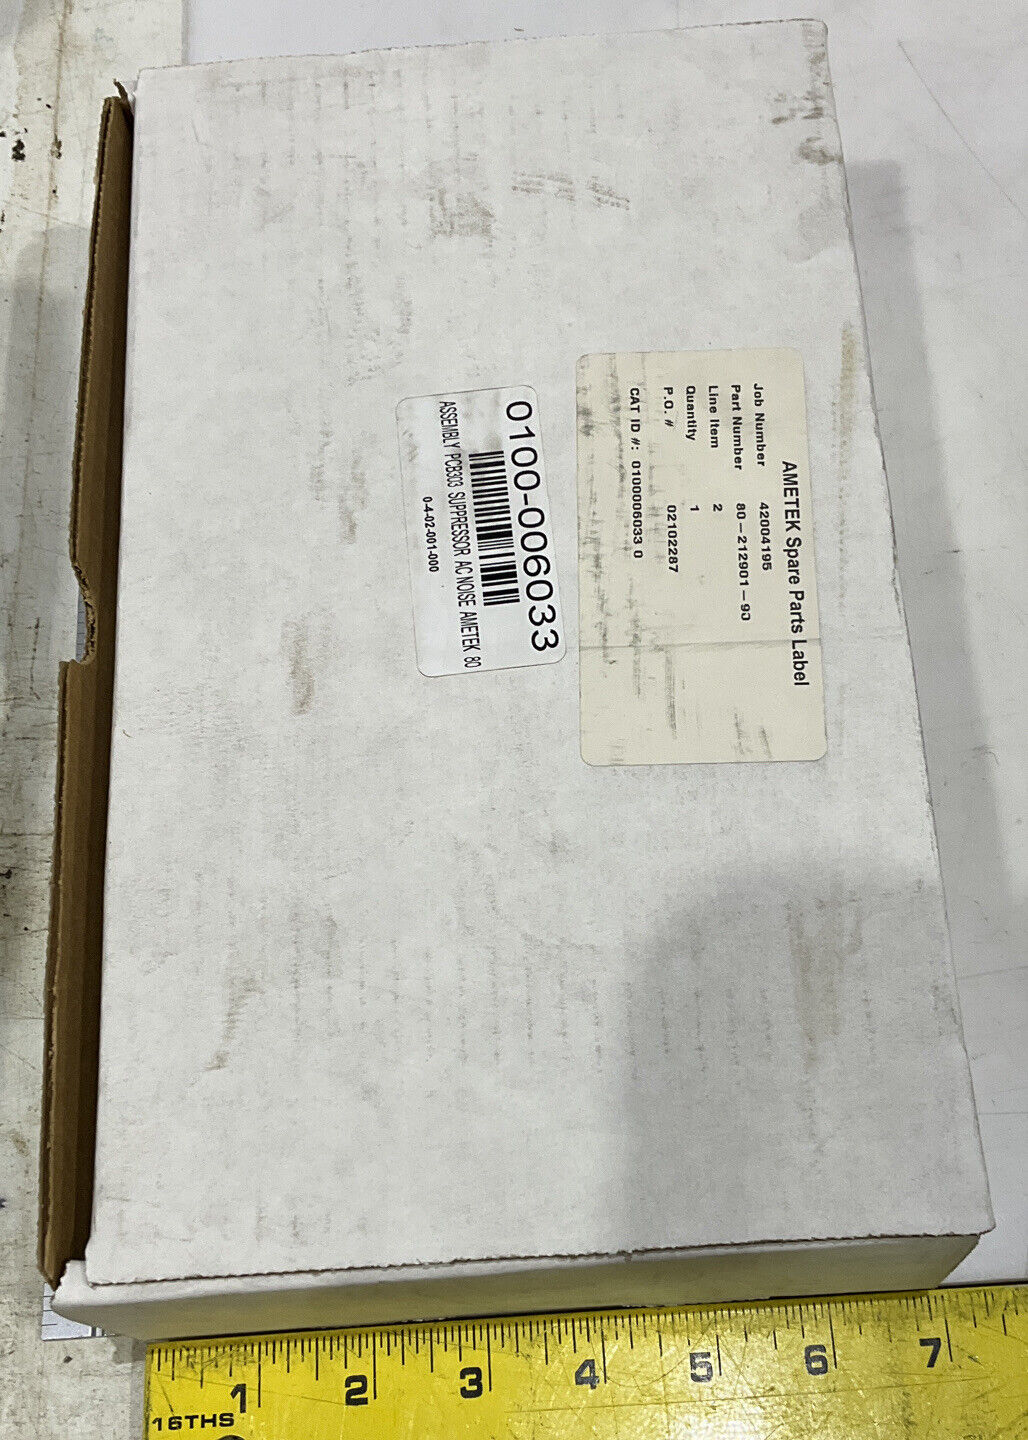 AMETEK Spare Parts Label
Job Number 42004195
Part Number 80-212901-90
Line Item 2
Quantity 1
P.O. # 02102287
CAT ID #: 0100006033 0
0100-006033
ASSEMBLY PCB303 SUPPRESSOR AC NOISE AMETEK 80
0-4-02-001-000
1 2 3 4 5 6 7
16THS